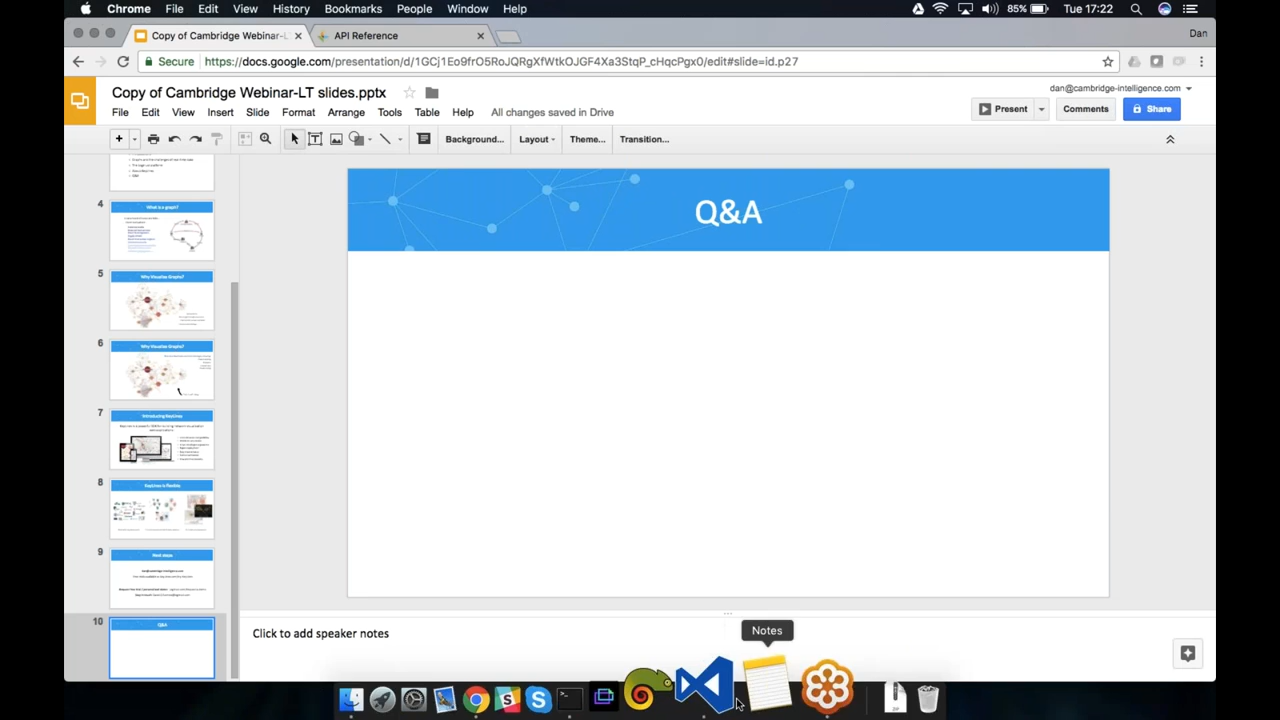 Chrome File Edit View History Bookmarks People Window Help 85% Tue 17:22
Copy of Cambridge Webinar-L API Reference Dan
Secure https://docs.google.com/presentation/d/1GCj1Eo9frO5RoJQRgXfWtkOJGF4Xa3StqP_cHqcPgx0/edit#slide=id.p27
Copy of Cambridge Webinar-LT slides.pptx dan@cambridge-intelligence.com
File Edit View Insert Slide Format Arrange Tools Table Help All changes saved in Drive Present Comments Share
Background... Layout Theme... Transition...
4 What is a graph?
5 Why Visualize Graphs?
6 Why Visualize Graphs?
7 Introducing KeyLines
8 KeyLines is flexible
9 Next steps
10 Q&A
Q&A
Click to add speaker notes
Notes